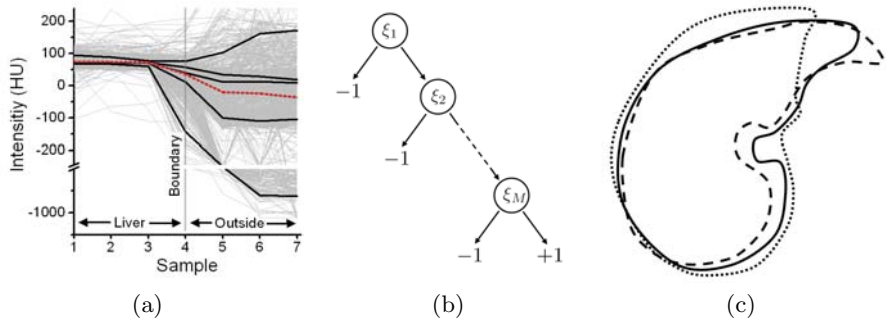 Intensitiy (HU)
200
100
0
-100
-200
-1000
Boundary
Liver
Outside
1 2 3 4 5 6 7
Sample
(a)
ξ1
−1
ξ2
−1
ξM
−1
+1
(b)
(c)